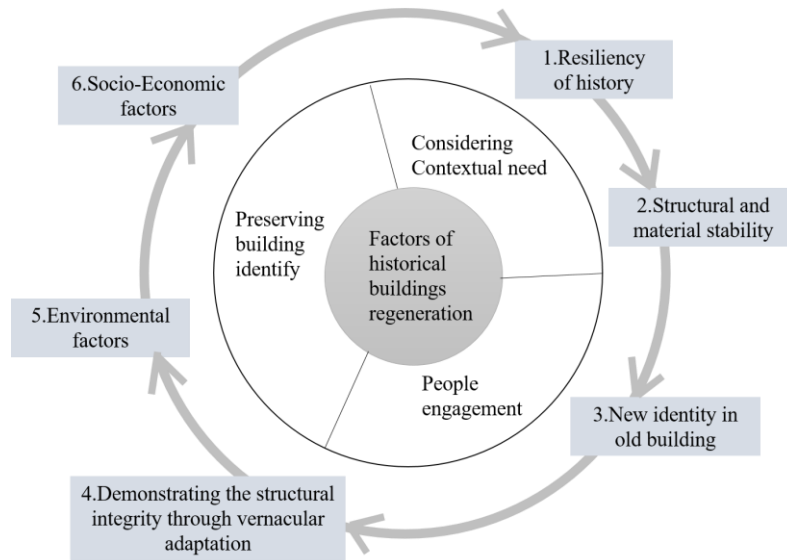 1.Resiliency
of history
2.Structural and
material stability
3.New identity in
old building
4.Demonstrating the structural
integrity through vernacular
adaptation
5.Environmental
factors
6.Socio-Economic
factors
Considering
Contextual need
People
engagement
Preserving
building
identify
Factors of
historical
buildings
regeneration